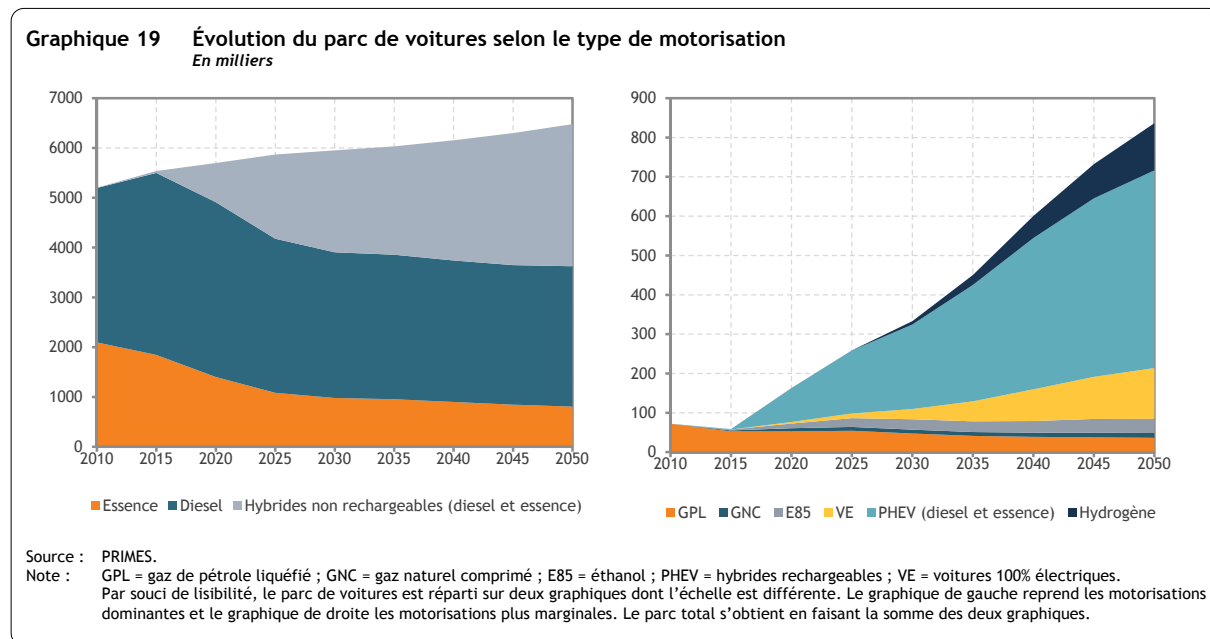 Graphique 19 Évolution du parc de voitures selon le type de motorisation
En milliers
7000
6000
5000
4000
3000
2000
1000
0
2010 2015 2020 2025 2030 2035 2040 2045 2050
Essence Diesel Hybrides non rechargeables (diesel et essence)
900
800
700
600
500
400
300
200
100
0
2010 2015 2020 2025 2030 2035 2040 2045 2050
GPL GNC E85 VE PHEV (diesel et essence) Hydrogène
Source : PRIMES.
Note : GPL = gaz de pétrole liquéfié ; GNC = gaz naturel comprimé ; E85 = éthanol ; PHEV = hybrides rechargeables ; VE = voitures 100% électriques.
Par souci de lisibilité, le parc de voitures est réparti sur deux graphiques dont l’échelle est différente. Le graphique de gauche reprend les motorisations
dominantes et le graphique de droite les motorisations plus marginales. Le parc total s’obtient en faisant la somme des deux graphiques.